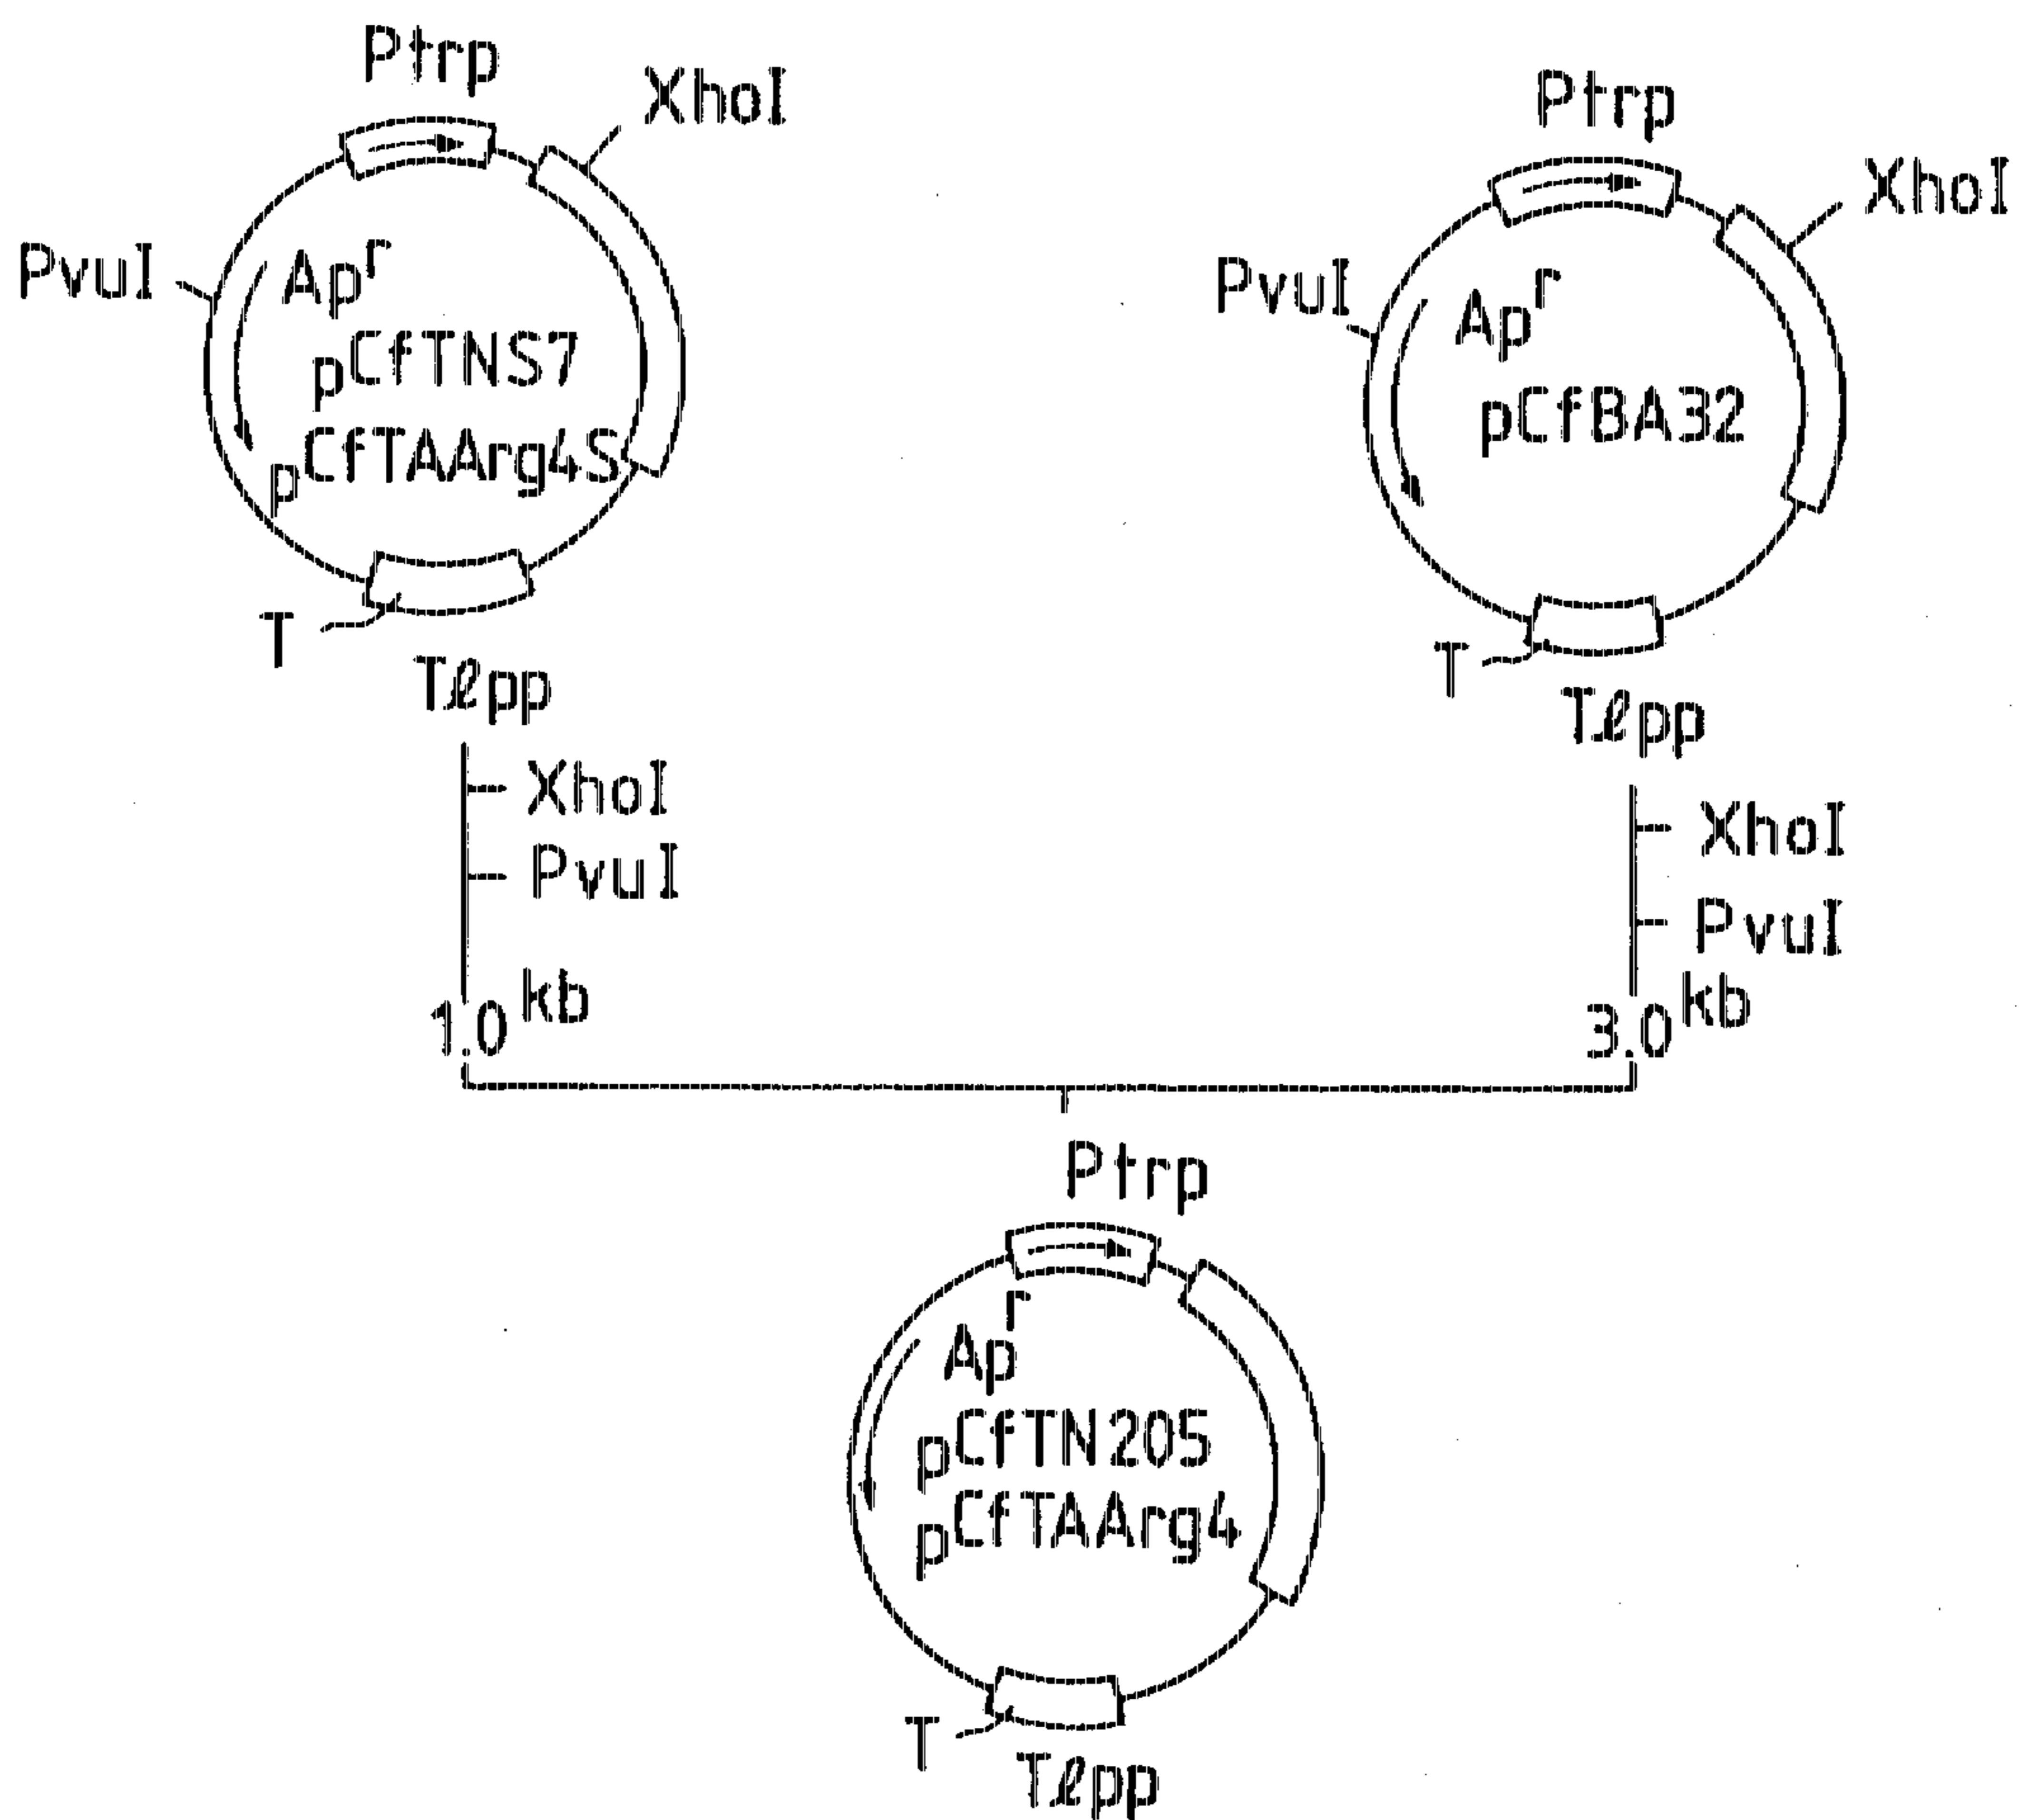 Ptrp
XhoI
PvuI
Apr
pCfTNS7
pCfTAArg4S
T
Tℓpp
XhoI
PvuI
1.0 kb
Ptrp
XhoI
PvuI
Apr
pCfBA32
T
Tℓpp
XhoI
PvuI
3.0 kb
Ptrp
Apr
pCfTN205
pCfTAArg4
T
Tℓpp